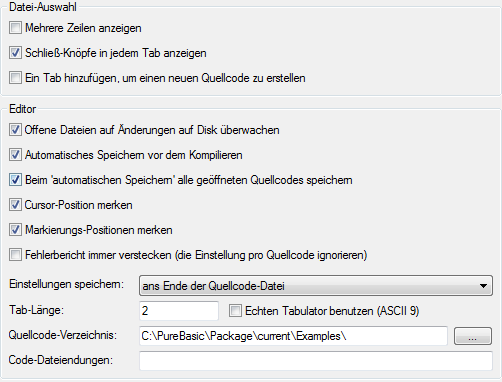 Datei-Auswahl
Mehrere Zeilen anzeigen
Schließ-Knöpfe in jedem Tab anzeigen
Ein Tab hinzufügen, um einen neuen Quellcode zu erstellen
Editor
Offene Dateien auf Änderungen auf Disk überwachen
Automatisches Speichern vor dem Kompilieren
Beim 'automatischen Speichern' alle geöffneten Quellcodes speichern
Cursor-Position merken
Markierungs-Positionen merken
Fehlerbericht immer verstecken (die Einstellung pro Quellcode ignorieren)
Einstellungen speichern: ans Ende der Quellcode-Datei
Tab-Länge: 2 Echten Tabulator benutzen (ASCII 9)
Quellcode-Verzeichnis: C:\PureBasic\Package\current\Examples\ ...
Code-Dateiendungen: